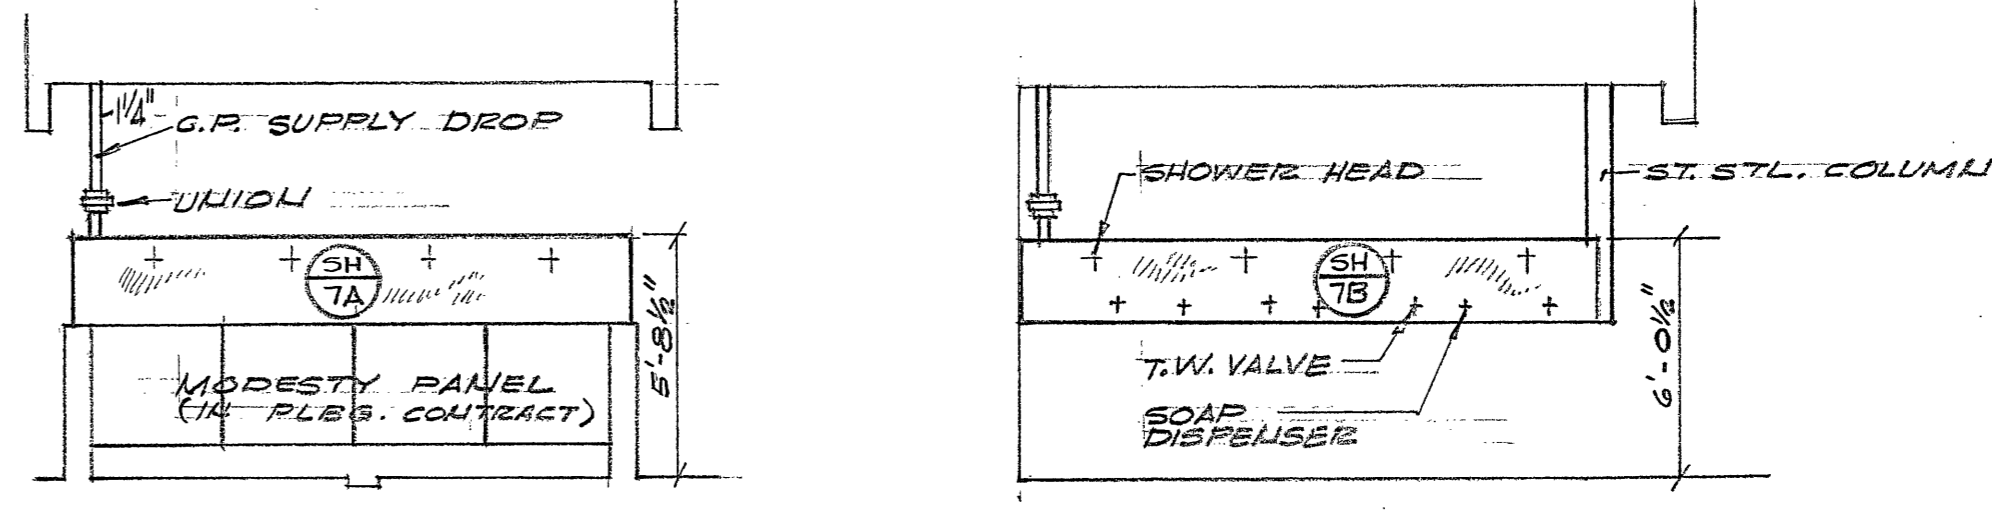 1¼"
C.P. SUPPLY DROP
UNION
SH
7A
5'-8½"
MODESTY PANEL
(IN PLBG. CONTRACT)
SHOWER HEAD
ST. STL. COLUMN
SH
7B
T.W. VALVE
SOAP
DISPENSER
6'-0½"